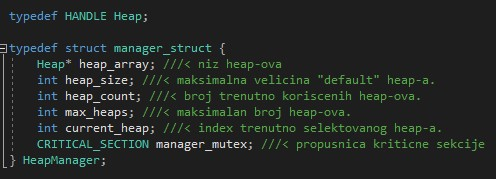 typedef HANDLE Heap;
typedef struct manager_struct {
Heap* heap_array; ///< niz heap-ova
int heap_size; ///< maksimalna velicina "default" heap-a.
int heap_count; ///< broj trenutno koriscenih heap-ova.
int max_heaps; ///< maksimalan broj heap-ova.
int current_heap; ///< index trenutno selektovanog heap-a.
CRITICAL_SECTION manager_mutex; ///< propusnica kriticne sekcije
} HeapManager;